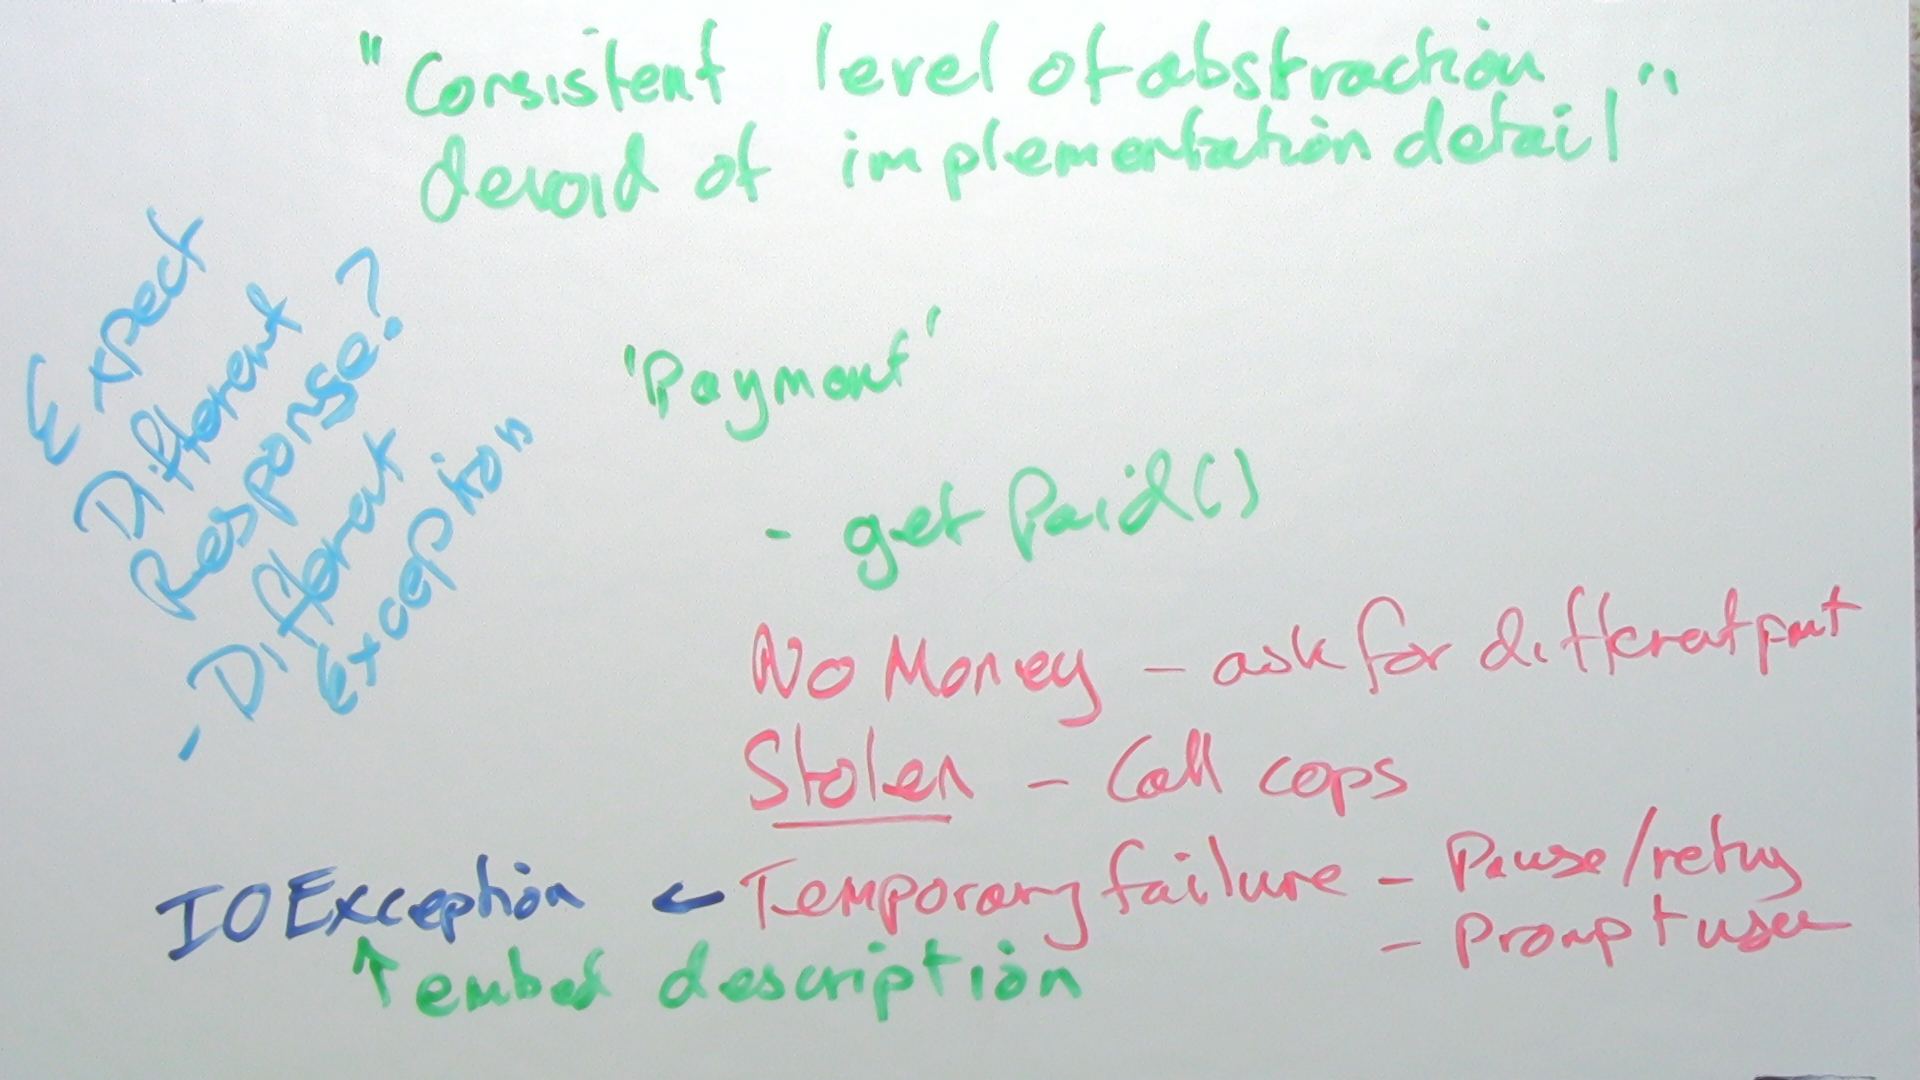 "Consistent level of abstraction
devoid of implementation detail"
Expect
Different
Response?
- Different
Exception
'Payment'
- getPaid()
No Money - ask for different pmt
Stolen - Call cops
IOException ← Temporary failure - Pause/retry
- Prompt user
↑ embed description